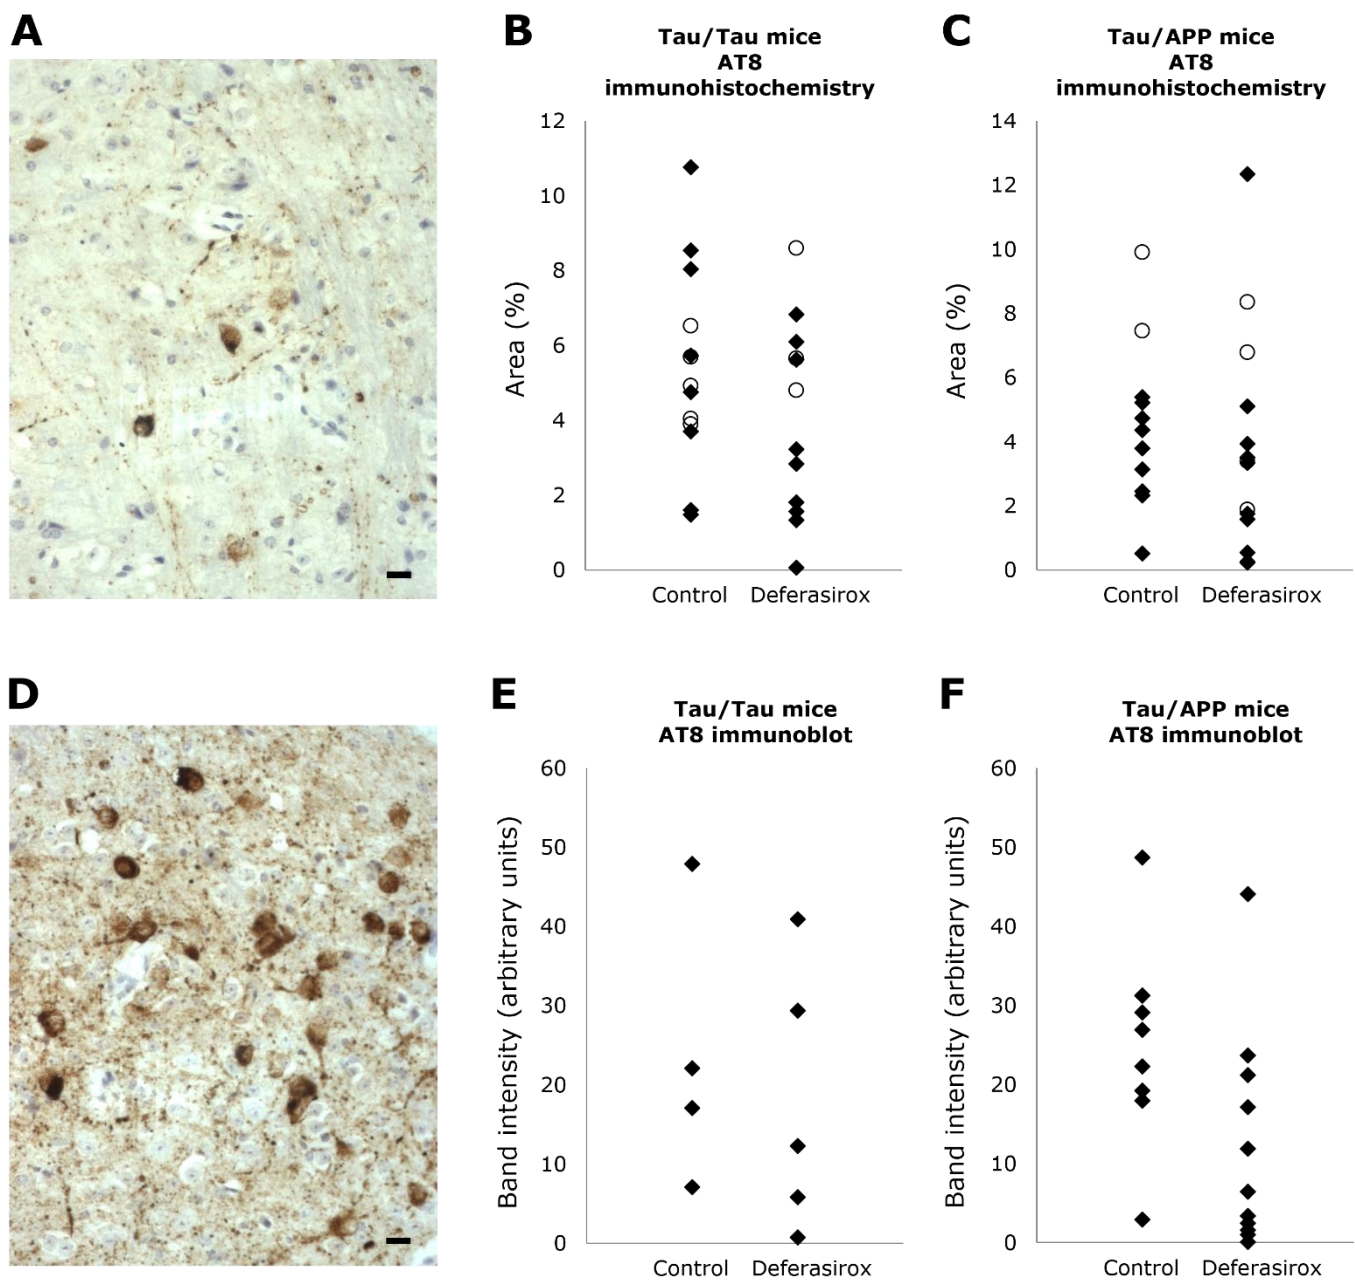 A
B
Tau/Tau mice
AT8
immunohistochemistry
Area (%)
12
10
8
6
4
2
0
Control Deferasirox
C
Tau/APP mice
AT8
immunohistochemistry
Area (%)
14
12
10
8
6
4
2
0
Control Deferasirox
D
E
Tau/Tau mice
AT8 immunoblot
Band intensity (arbitrary units)
60
50
40
30
20
10
0
Control Deferasirox
F
Tau/APP mice
AT8 immunoblot
Band intensity (arbitrary units)
60
50
40
30
20
10
0
Control Deferasirox